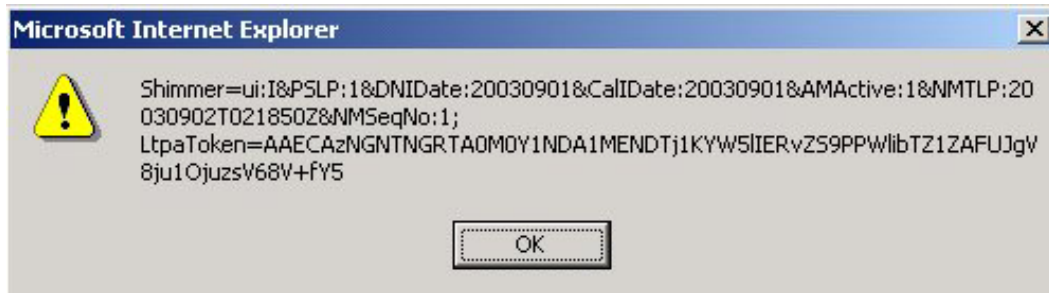 Microsoft Internet Explorer
Shimmer=ui:I&PSLP:1&DNIDate:20030901&CalIDate:20030901&AMActive:1&NMTLP:20
030902T021850Z&NMSeqNo:1;
LtpaToken=AAECAzNGNTNGRTA0M0Y1NDA1MENDTj1KYW5lIERvZS9PPWlibTZ1ZAFUJgV
8ju1OjuzsV68V+fY5
OK